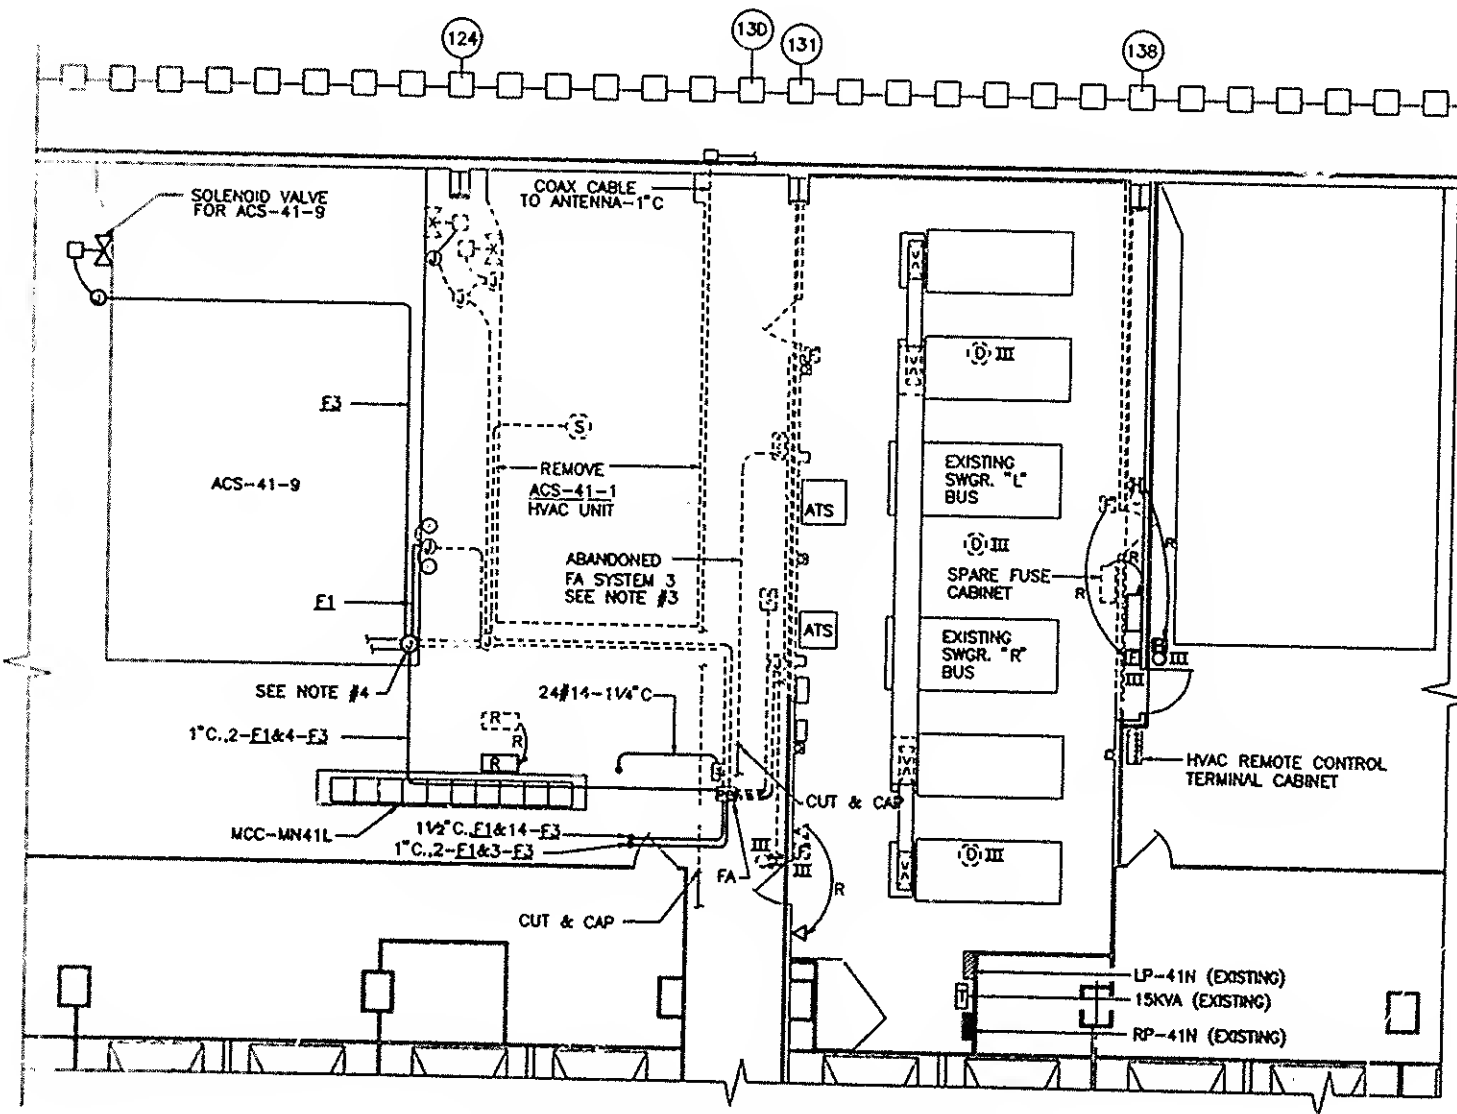 124
130
131
138
SOLENOID VALVE
FOR ACS-41-9
COAX CABLE
TO ANTENNA-1"C
J
J
J
J
F3
S
D III
REMOVE
ACS-41-1
HVAC UNIT
ACS-41-9
EXISTING
SWGR. "L"
BUS
ATS
J
D III
ABANDONED
FA SYSTEM 3
SEE NOTE #3
SPARE FUSE
CABINET
R
R
R
F1
ATS
EXISTING
SWGR. "R"
BUS
J
F
III
III
SEE NOTE #4
24#14-1¼"C
1"C.,2-F1&4-F3
R
R
R
HVAC REMOTE CONTROL
TERMINAL CABINET
CUT & CAP
MCC-MN41L
1½"C,F1&14-F3
1"C.,2-F1&3-F3
III
F
III
D III
FA
R
CUT & CAP
LP-41N (EXISTING)
T
15KVA (EXISTING)
RP-41N (EXISTING)